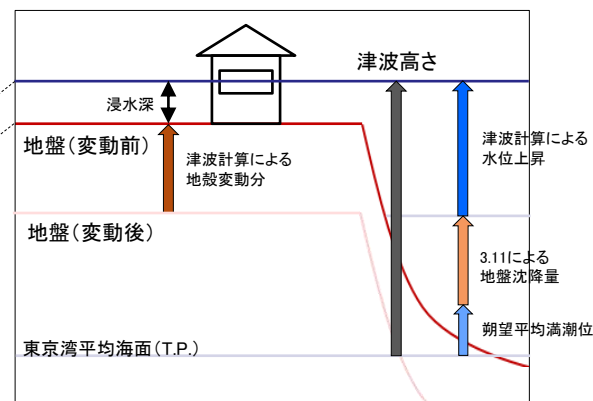 津波高さ
浸水深
地盤(変動前)
津波計算による
地殻変動分
津波計算による
水位上昇
地盤(変動後)
3.11による
地盤沈降量
朔望平均満潮位
東京湾平均海面(T.P.)